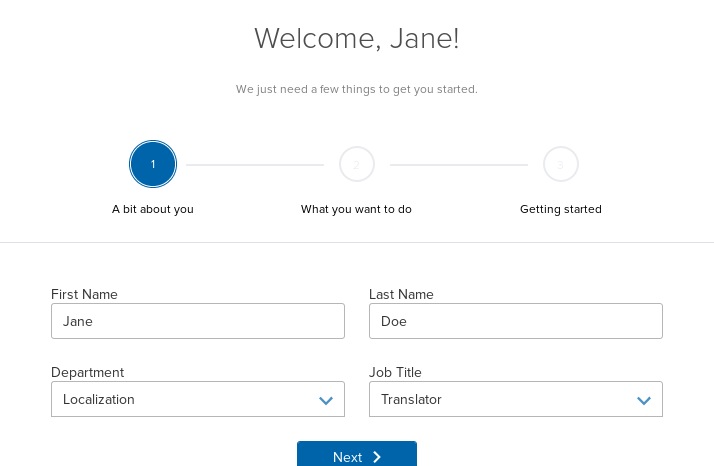 Welcome, Jane!
We just need a few things to get you started.
1
2
3
A bit about you
What you want to do
Getting started
First Name
Last Name
Jane
Doe
Department
Job Title
Localization
Translator
Next